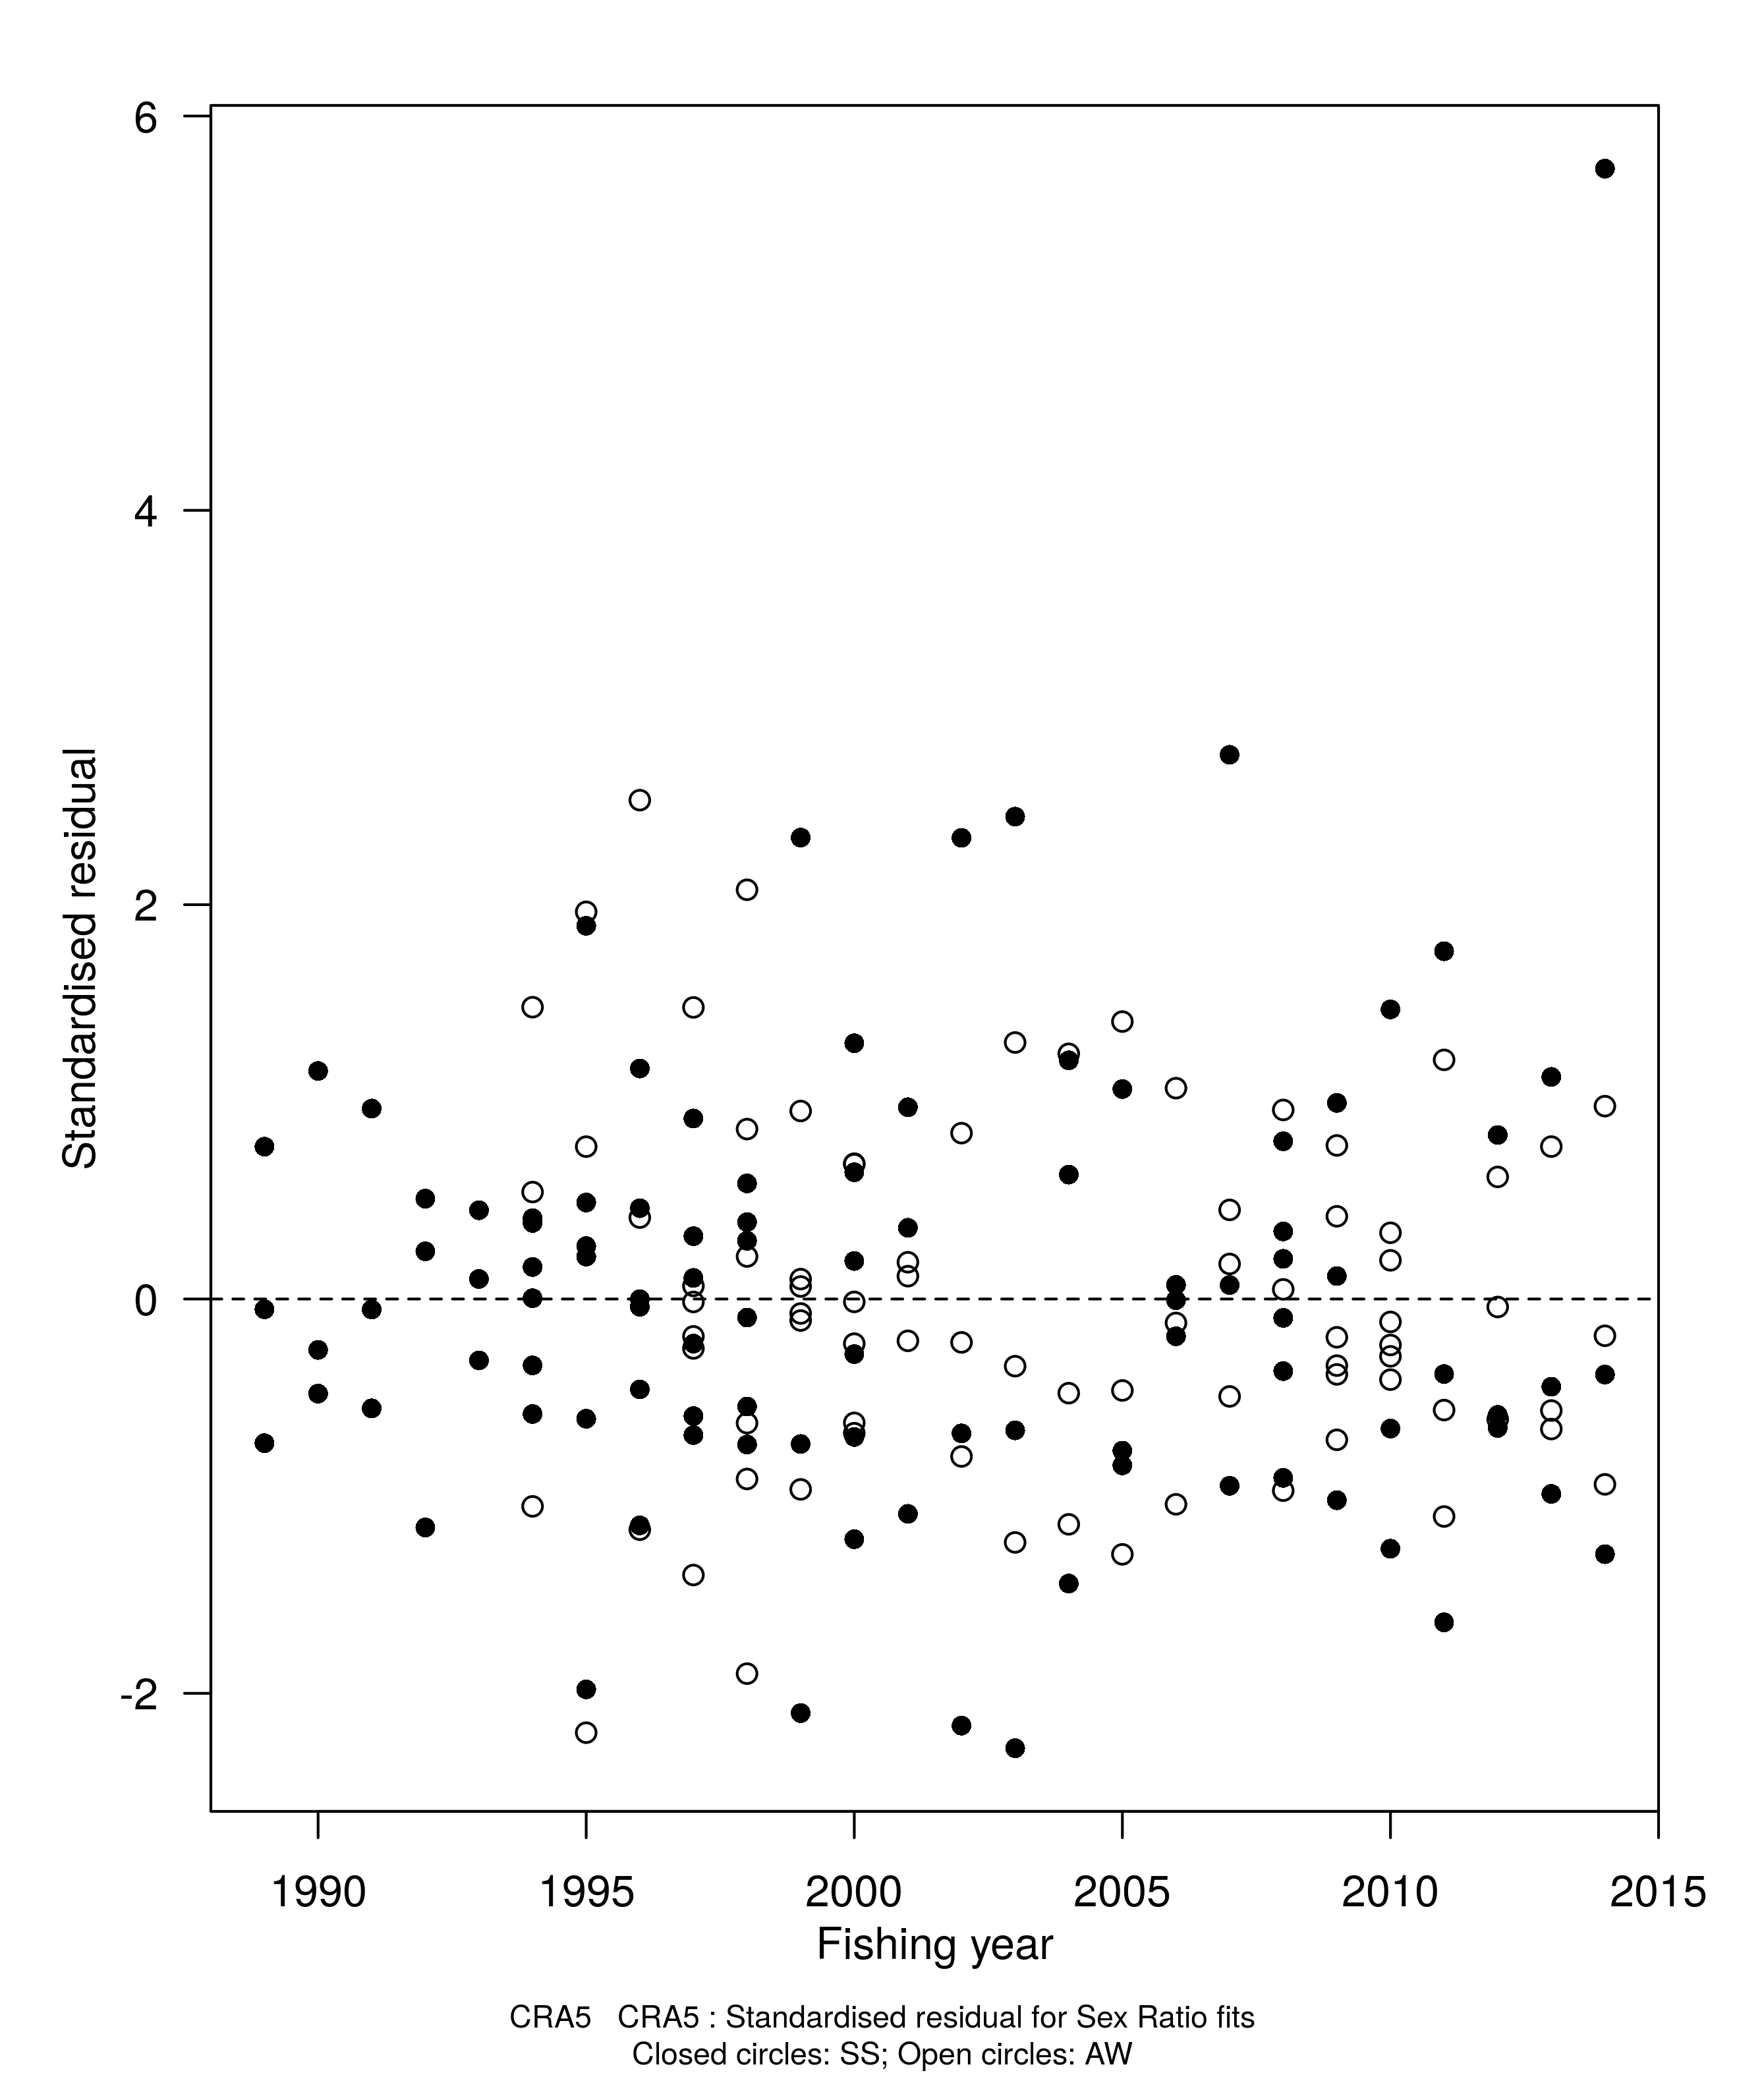 6
4
2
0
-2
Standardised residual
1990 1995 2000 2005 2010 2015
Fishing year
CRA5 CRA5 : Standardised residual for Sex Ratio fits
Closed circles: SS; Open circles: AW